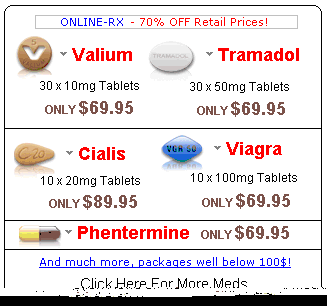 ONLINE-RX - 70% OFF Retail Prices!
V Valium TRAMADOL Tramadol
30 x 10mg Tablets 30 x 50mg Tablets
ONLY $69.95 ONLY $69.95
Cialis VGR 50 Viagra
10 x 20mg Tablets 10 x 100mg Tablets
ONLY $89.95 ONLY $69.95
Phentermine ONLY $69.95
And much more, packages well below 100$!
Click Here For More Meds